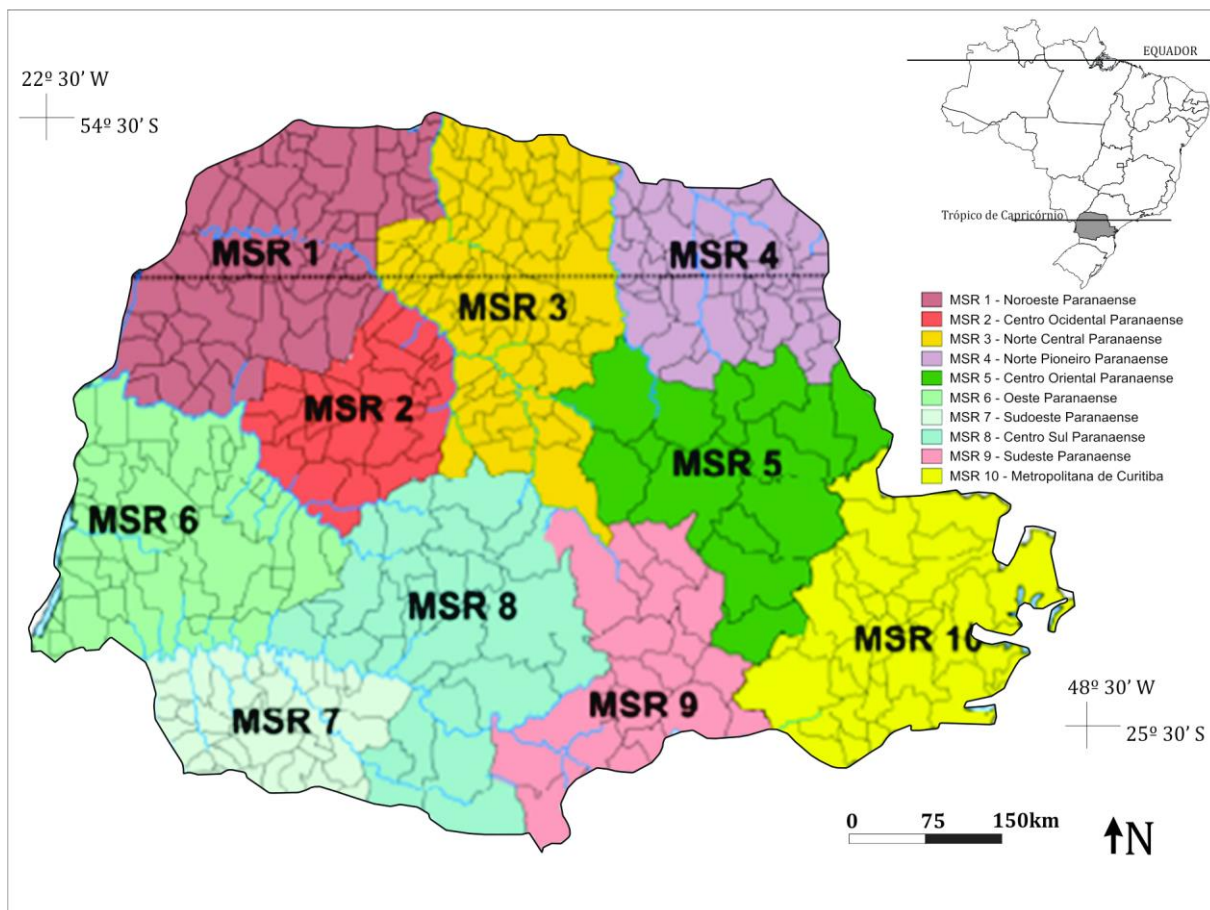 EQUADOR
22º 30’ W
54º 30’ S
Trópico de Capricórnio
MSR 1
MSR 4
MSR 3
MSR 1 - Noroeste Paranaense
MSR 2 - Centro Ocidental Paranaense
MSR 3 - Norte Central Paranaense
MSR 4 - Norte Pioneiro Paranaense
MSR 5 - Centro Oriental Paranaense
MSR 6 - Oeste Paranaense
MSR 7 - Sudoeste Paranaense
MSR 8 - Centro Sul Paranaense
MSR 9 - Sudeste Paranaense
MSR 10 - Metropolitana de Curitiba
MSR 2
MSR 5
MSR 6
MSR 8
MSR 10
MSR 9
MSR 7
48º 30’ W
25º 30’ S
0 75 150km
N